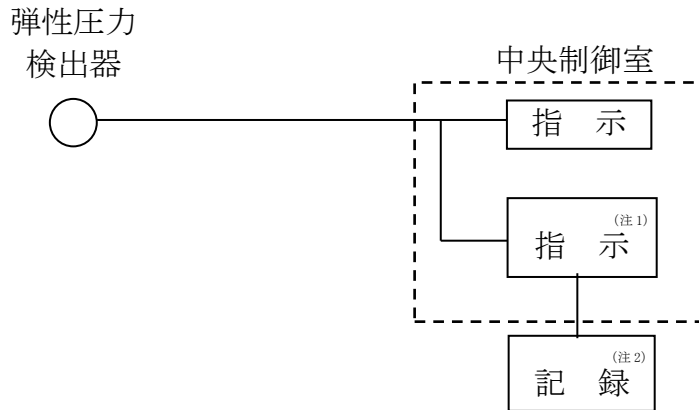 弾性圧力
検出器
中央制御室
指 示
指 示(注1)
記 録(注2)